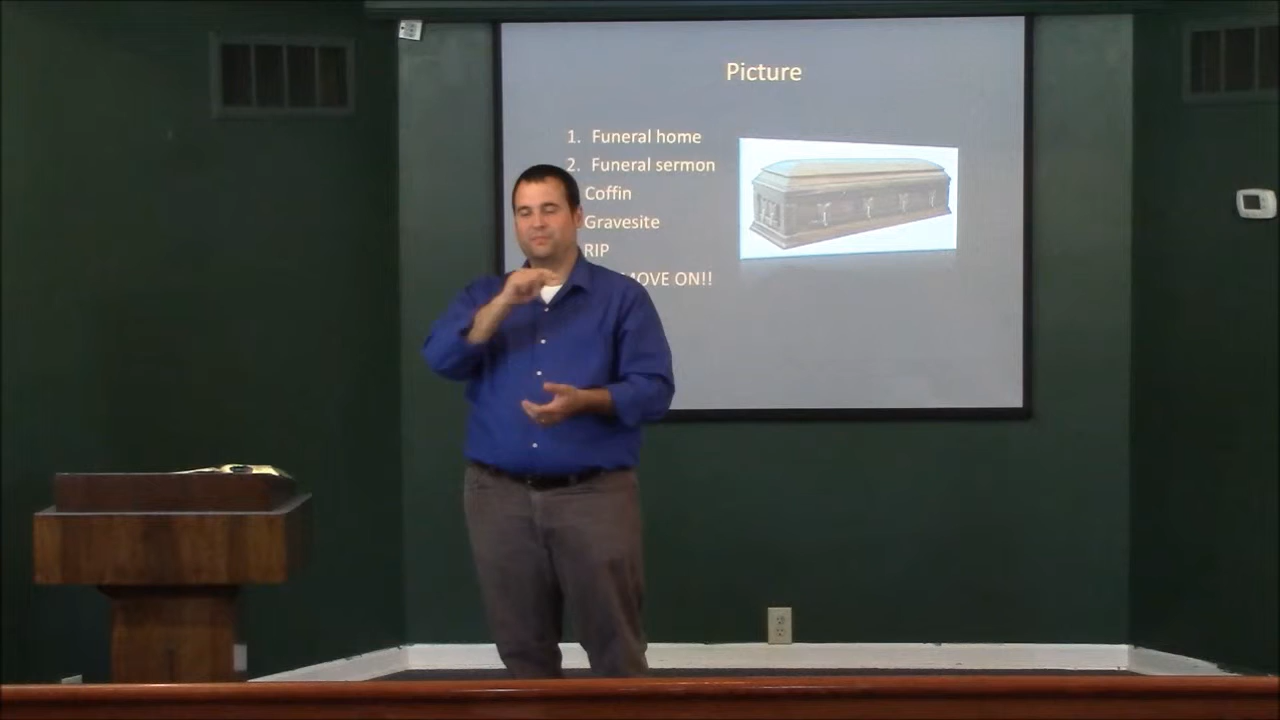 Picture
1. Funeral home
2. Funeral sermon
Coffin
Gravesite
RIP
MOVE ON!!